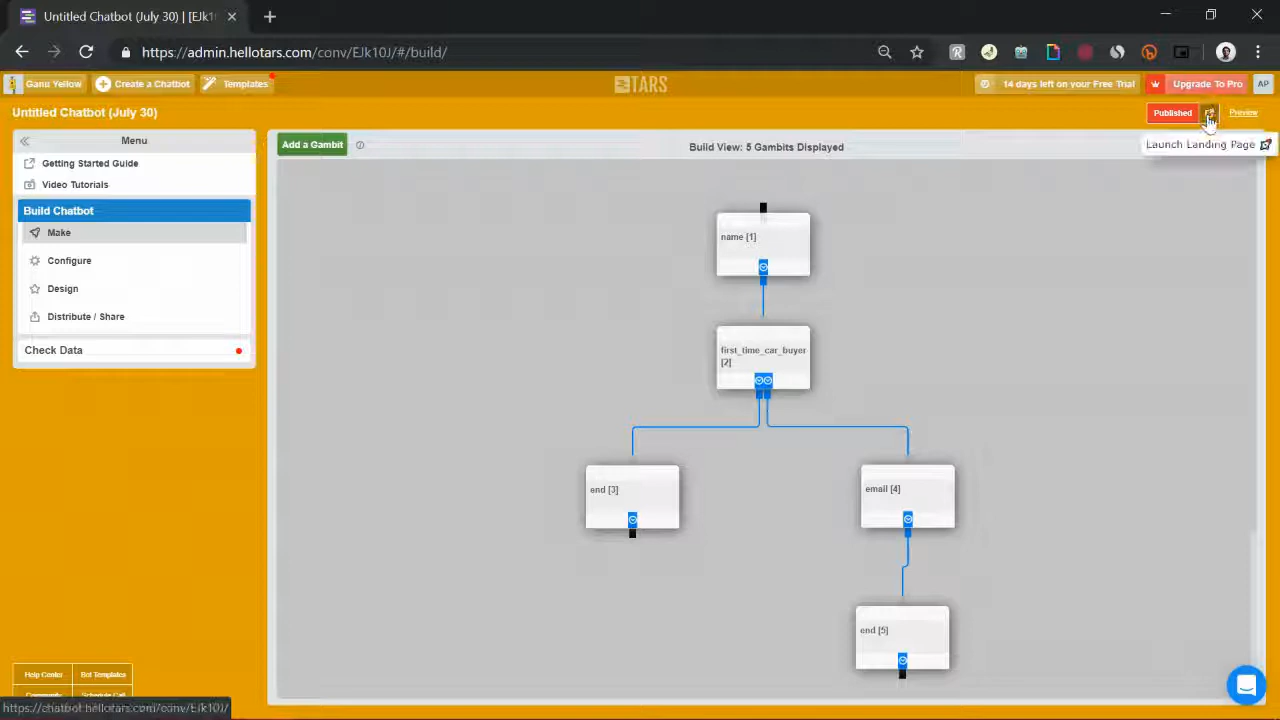 Untitled Chatbot (July 30) | [EJk10J
https://admin.hellotars.com/conv/EJk10J/#/build/
Ganu Yellow
Create a Chatbot
Templates
TARS
14 days left on your Free Trial
Upgrade To Pro
AP
Untitled Chatbot (July 30)
Published
Preview
Launch Landing Page
Menu
Getting Started Guide
Video Tutorials
Build Chatbot
Make
Configure
Design
Distribute / Share
Check Data
Add a Gambit
Build View: 5 Gambits Displayed
name [1]
first_time_car_buyer
[2]
end [3]
email [4]
end [5]
Help Center
Bot Templates
Community
Schedule Call
https://chatbot.hellotars.com/conv/EJk10J/